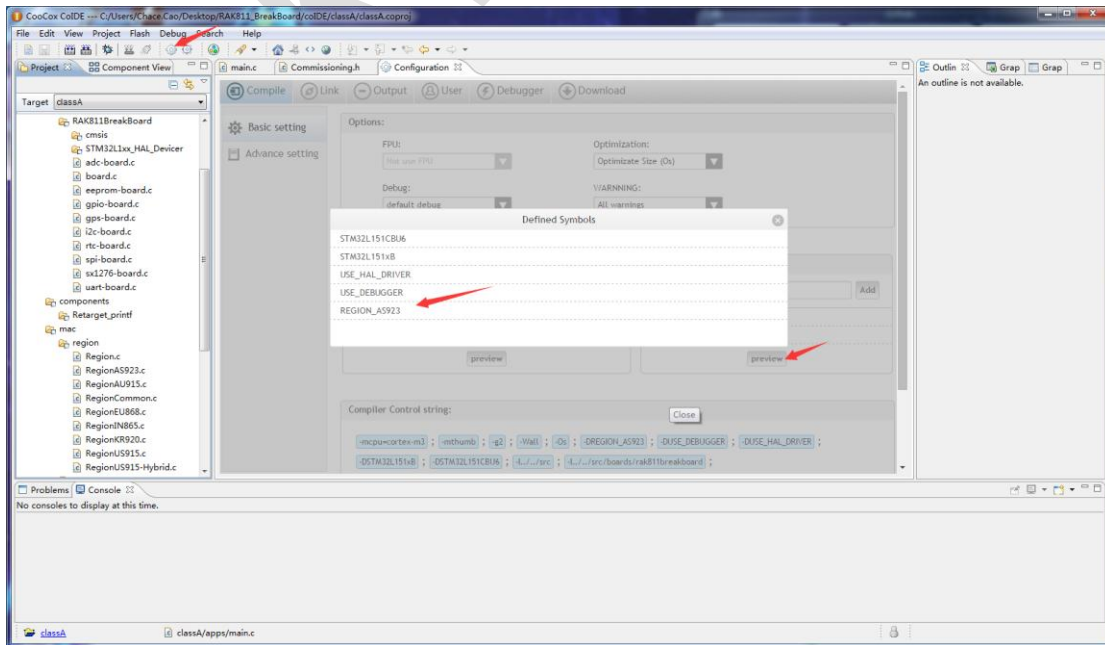 CooCox CoIDE --- C:/Users/Chace.Cao/Desktop/RAK811_BreakBoard/coIDE/classA/classA.coproj
File Edit View Project Flash Debug Search Help
Project
Component View
main.c
Commissioning.h
Configuration
Outlin
Grap
Grap
An outline is not available.
Target classA
RAK811BreakBoard
cmsis
STM32L1xx_HAL_Devicer
adc-board.c
board.c
eeprom-board.c
gpio-board.c
gps-board.c
i2c-board.c
rtc-board.c
spi-board.c
sx1276-board.c
uart-board.c
components
Retarget_printf
mac
region
Region.c
RegionAS923.c
RegionAU915.c
RegionCommon.c
RegionEU868.c
RegionIN865.c
RegionKR920.c
RegionUS915.c
RegionUS915-Hybrid.c
Compile Link Output User Debugger Download
Basic setting
Advance setting
Options:
FPU:
Not use FPU
Optimization:
Optimizate Size (Os)
Debug:
default debug
WARNNING:
All warnings
Defined Symbols
STM32L151CBU6
STM32L151xB
USE_HAL_DRIVER
USE_DEBUGGER
REGION_AS923
Add
preview
preview
Close
Compiler Control string:
-mcpu=cortex-m3 ; -mthumb ; -g2 ; -Wall ; -Os ; -DREGION_AS923 ; -DUSE_DEBUGGER ; -DUSE_HAL_DRIVER ;
-DSTM32L151xB ; -DSTM32L151CBU6 ; -I../../src ; -I../../src/boards/rak811breakboard ;
Problems
Console
No consoles to display at this time.
classA
classA/apps/main.c